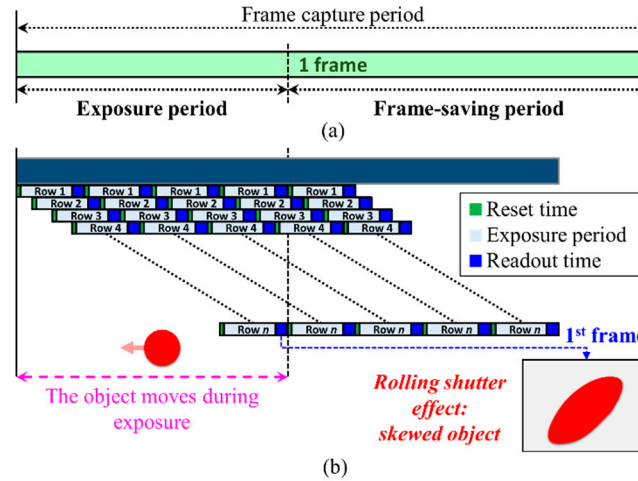 Frame capture period
1 frame
Exposure period Frame-saving period
(a)
Row 1 Row 1 Row 1 Row 1 Row 1
Row 2 Row 2 Row 2 Row 2 Row 2
Row 3 Row 3 Row 3 Row 3 Row 3
Row 4 Row 4 Row 4 Row 4 Row 4
Reset time
Exposure period
Readout time
Row n Row n Row n Row n Row n
1st frame
The object moves during
exposure
Rolling shutter
effect:
skewed object
(b)